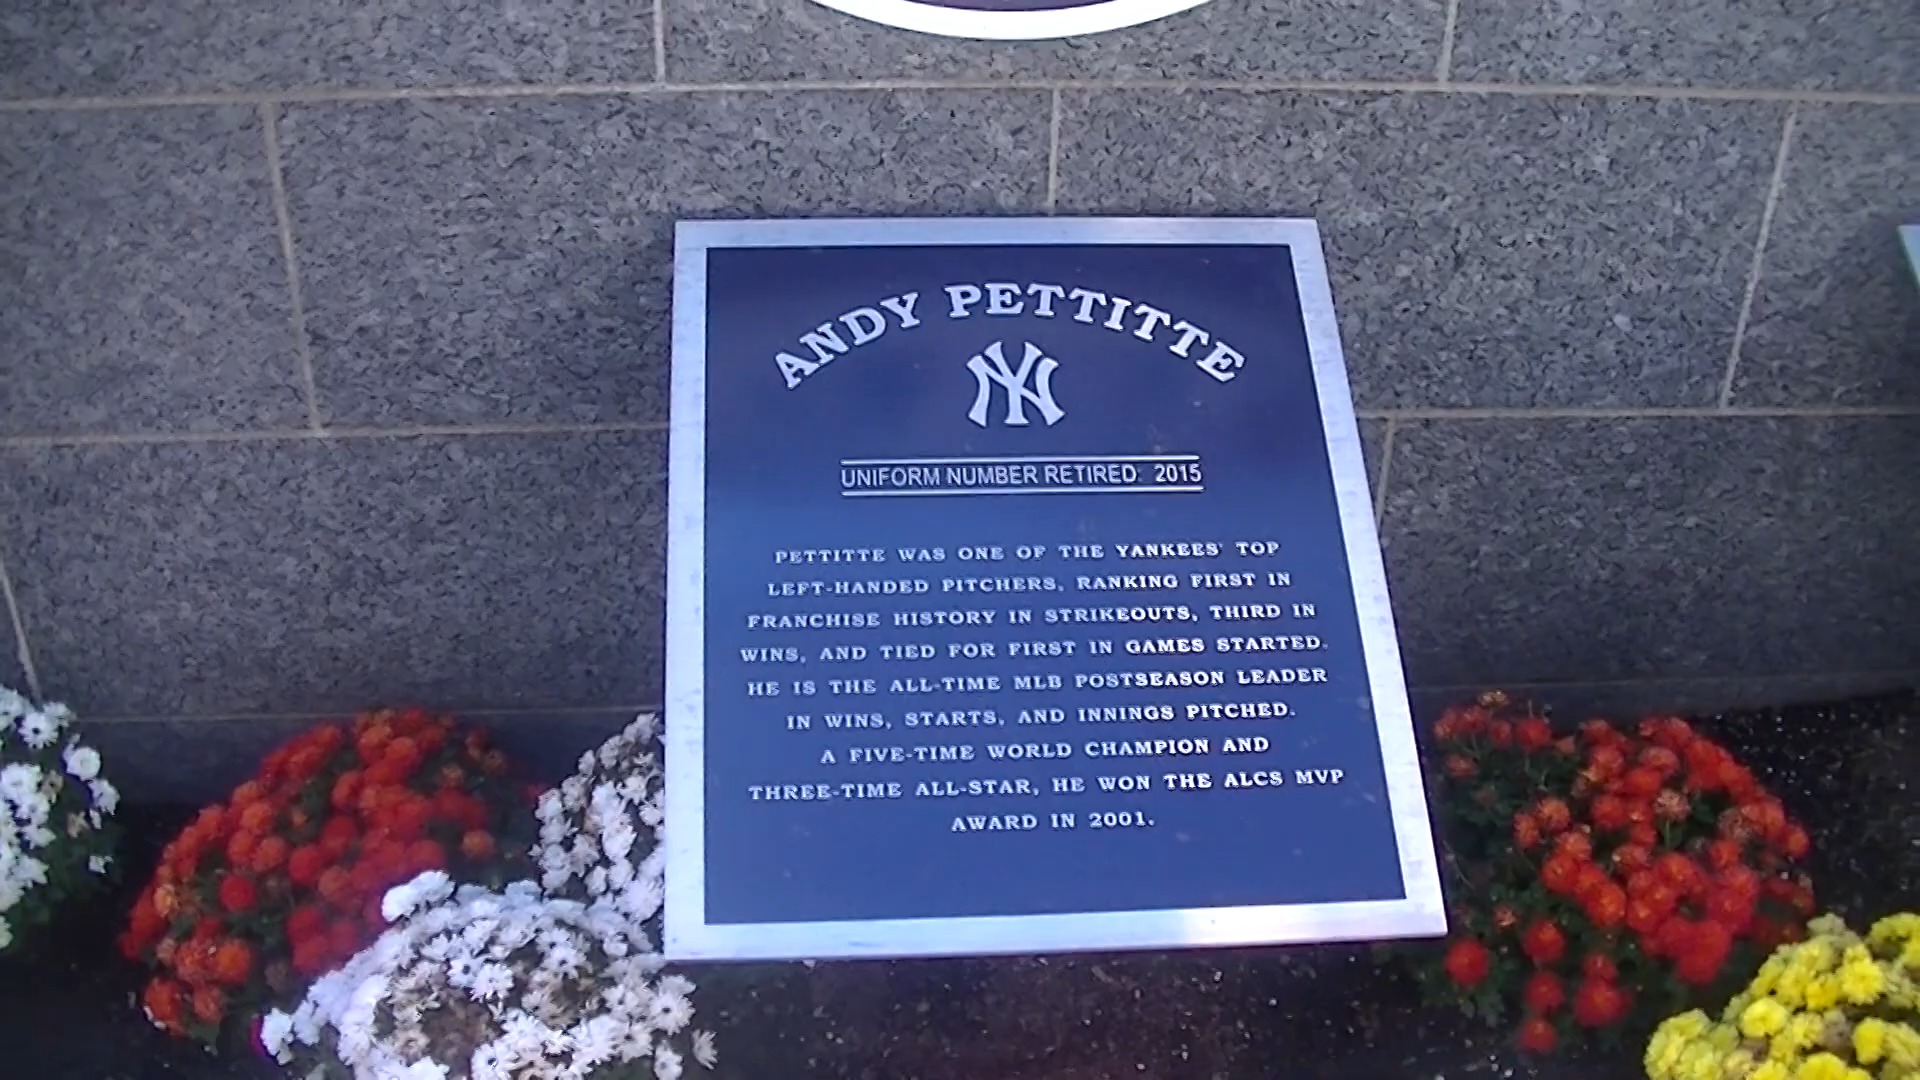 ANDY PETTITTE
NY
UNIFORM NUMBER RETIRED: 2015
PETTITTE WAS ONE OF THE YANKEES' TOP
LEFT-HANDED PITCHERS, RANKING FIRST IN
FRANCHISE HISTORY IN STRIKEOUTS, THIRD IN
WINS, AND TIED FOR FIRST IN GAMES STARTED.
HE IS THE ALL-TIME MLB POSTSEASON LEADER
IN WINS, STARTS, AND INNINGS PITCHED.
A FIVE-TIME WORLD CHAMPION AND
THREE-TIME ALL-STAR, HE WON THE ALCS MVP
AWARD IN 2001.